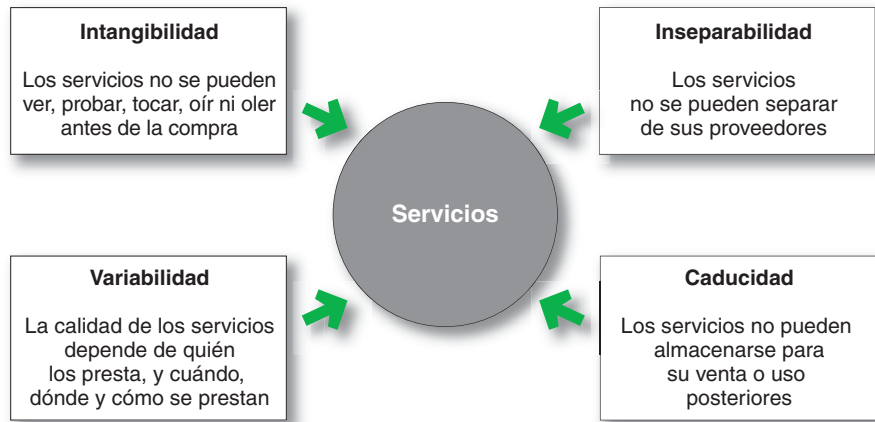 Intangibilidad
Los servicios no se pueden
ver, probar, tocar, oír ni oler
antes de la compra
Inseparabilidad
Los servicios
no se pueden separar
de sus proveedores
Servicios
Variabilidad
La calidad de los servicios
depende de quién
los presta, y cuándo,
dónde y cómo se prestan
Caducidad
Los servicios no pueden
almacenarse para
su venta o uso
posteriores